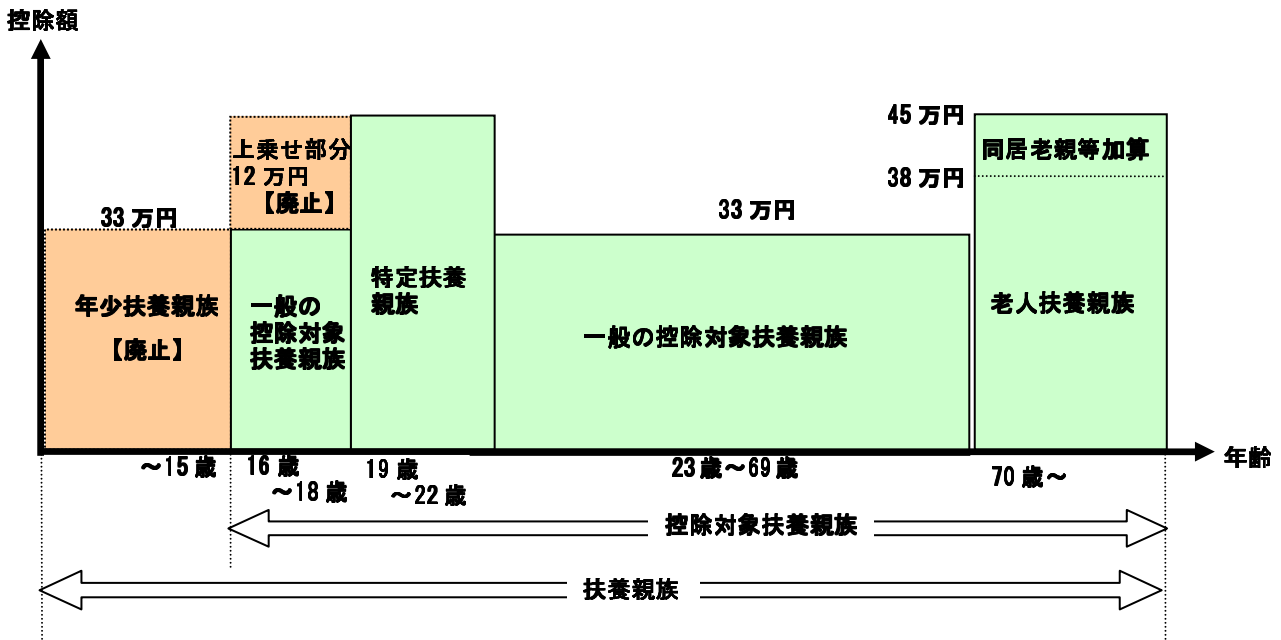 控除額
上乗せ部分
12 万円
【廃止】
33 万円
年少扶養親族
【廃止】
一般の
控除対象
扶養親族
特定扶養
親族
33 万円
一般の控除対象扶養親族
45 万円
38 万円
同居老親等加算
老人扶養親族
～15 歳
16 歳
～18 歳
19 歳
～22 歳
23 歳～69 歳
70 歳～
年齢
控除対象扶養親族
扶養親族